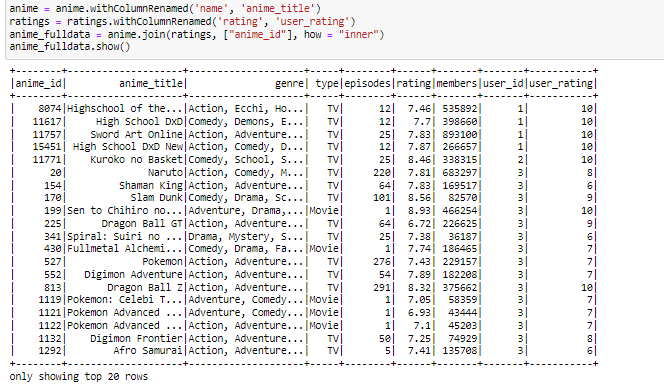 anime = anime.withColumnRenamed('name', 'anime_title')
ratings = ratings.withColumnRenamed('rating', 'user_rating')
anime_fulldata = anime.join(ratings, ["anime_id"], how = "inner")
anime_fulldata.show()
+--------+--------------------+--------------------+-----+--------+------+-------+-------+-----------+
|anime_id| anime_title| genre| type|episodes|rating|members|user_id|user_rating|
+--------+--------------------+--------------------+-----+--------+------+-------+-------+-----------+
| 8074|Highschool of the...|Action, Ecchi, Ho...| TV| 12| 7.46| 535892| 1| 10|
| 11617| High School DxD|Comedy, Demons, E...| TV| 12| 7.7| 398660| 1| 10|
| 11757| Sword Art Online|Action, Adventure...| TV| 25| 7.83| 893100| 1| 10|
| 15451| High School DxD New|Action, Comedy, D...| TV| 12| 7.87| 266657| 1| 10|
| 11771| Kuroko no Basket|Comedy, School, S...| TV| 25| 8.46| 338315| 2| 10|
| 20| Naruto|Action, Comedy, M...| TV| 220| 7.81| 683297| 3| 8|
| 154| Shaman King|Action, Adventure...| TV| 64| 7.83| 169517| 3| 6|
| 170| Slam Dunk|Comedy, Drama, Sc...| TV| 101| 8.56| 82570| 3| 9|
| 199|Sen to Chihiro no...|Adventure, Drama,...|Movie| 1| 8.93| 466254| 3| 10|
| 225| Dragon Ball GT|Action, Adventure...| TV| 64| 6.72| 226625| 3| 9|
| 341|Spiral: Suiri no ...|Drama, Mystery, S...| TV| 25| 7.38| 36187| 3| 6|
| 430|Fullmetal Alchemi...|Comedy, Drama, Fa...|Movie| 1| 7.74| 186465| 3| 7|
| 527| Pokemon|Action, Adventure...| TV| 276| 7.43| 229157| 3| 7|
| 552| Digimon Adventure|Action, Adventure...| TV| 54| 7.89| 182208| 3| 7|
| 813| Dragon Ball Z|Action, Adventure...| TV| 291| 8.32| 375662| 3| 10|
| 1119|Pokemon: Celebi T...|Adventure, Comedy...|Movie| 1| 7.05| 58359| 3| 7|
| 1121|Pokemon Advanced ...|Adventure, Comedy...|Movie| 1| 6.93| 43444| 3| 7|
| 1122|Pokemon Advanced ...|Action, Adventure...|Movie| 1| 7.1| 45203| 3| 7|
| 1132| Digimon Frontier|Action, Adventure...| TV| 50| 7.25| 74929| 3| 8|
| 1292| Afro Samurai|Action, Adventure...| TV| 5| 7.41| 135708| 3| 6|
+--------+--------------------+--------------------+-----+--------+------+-------+-------+-----------+
only showing top 20 rows